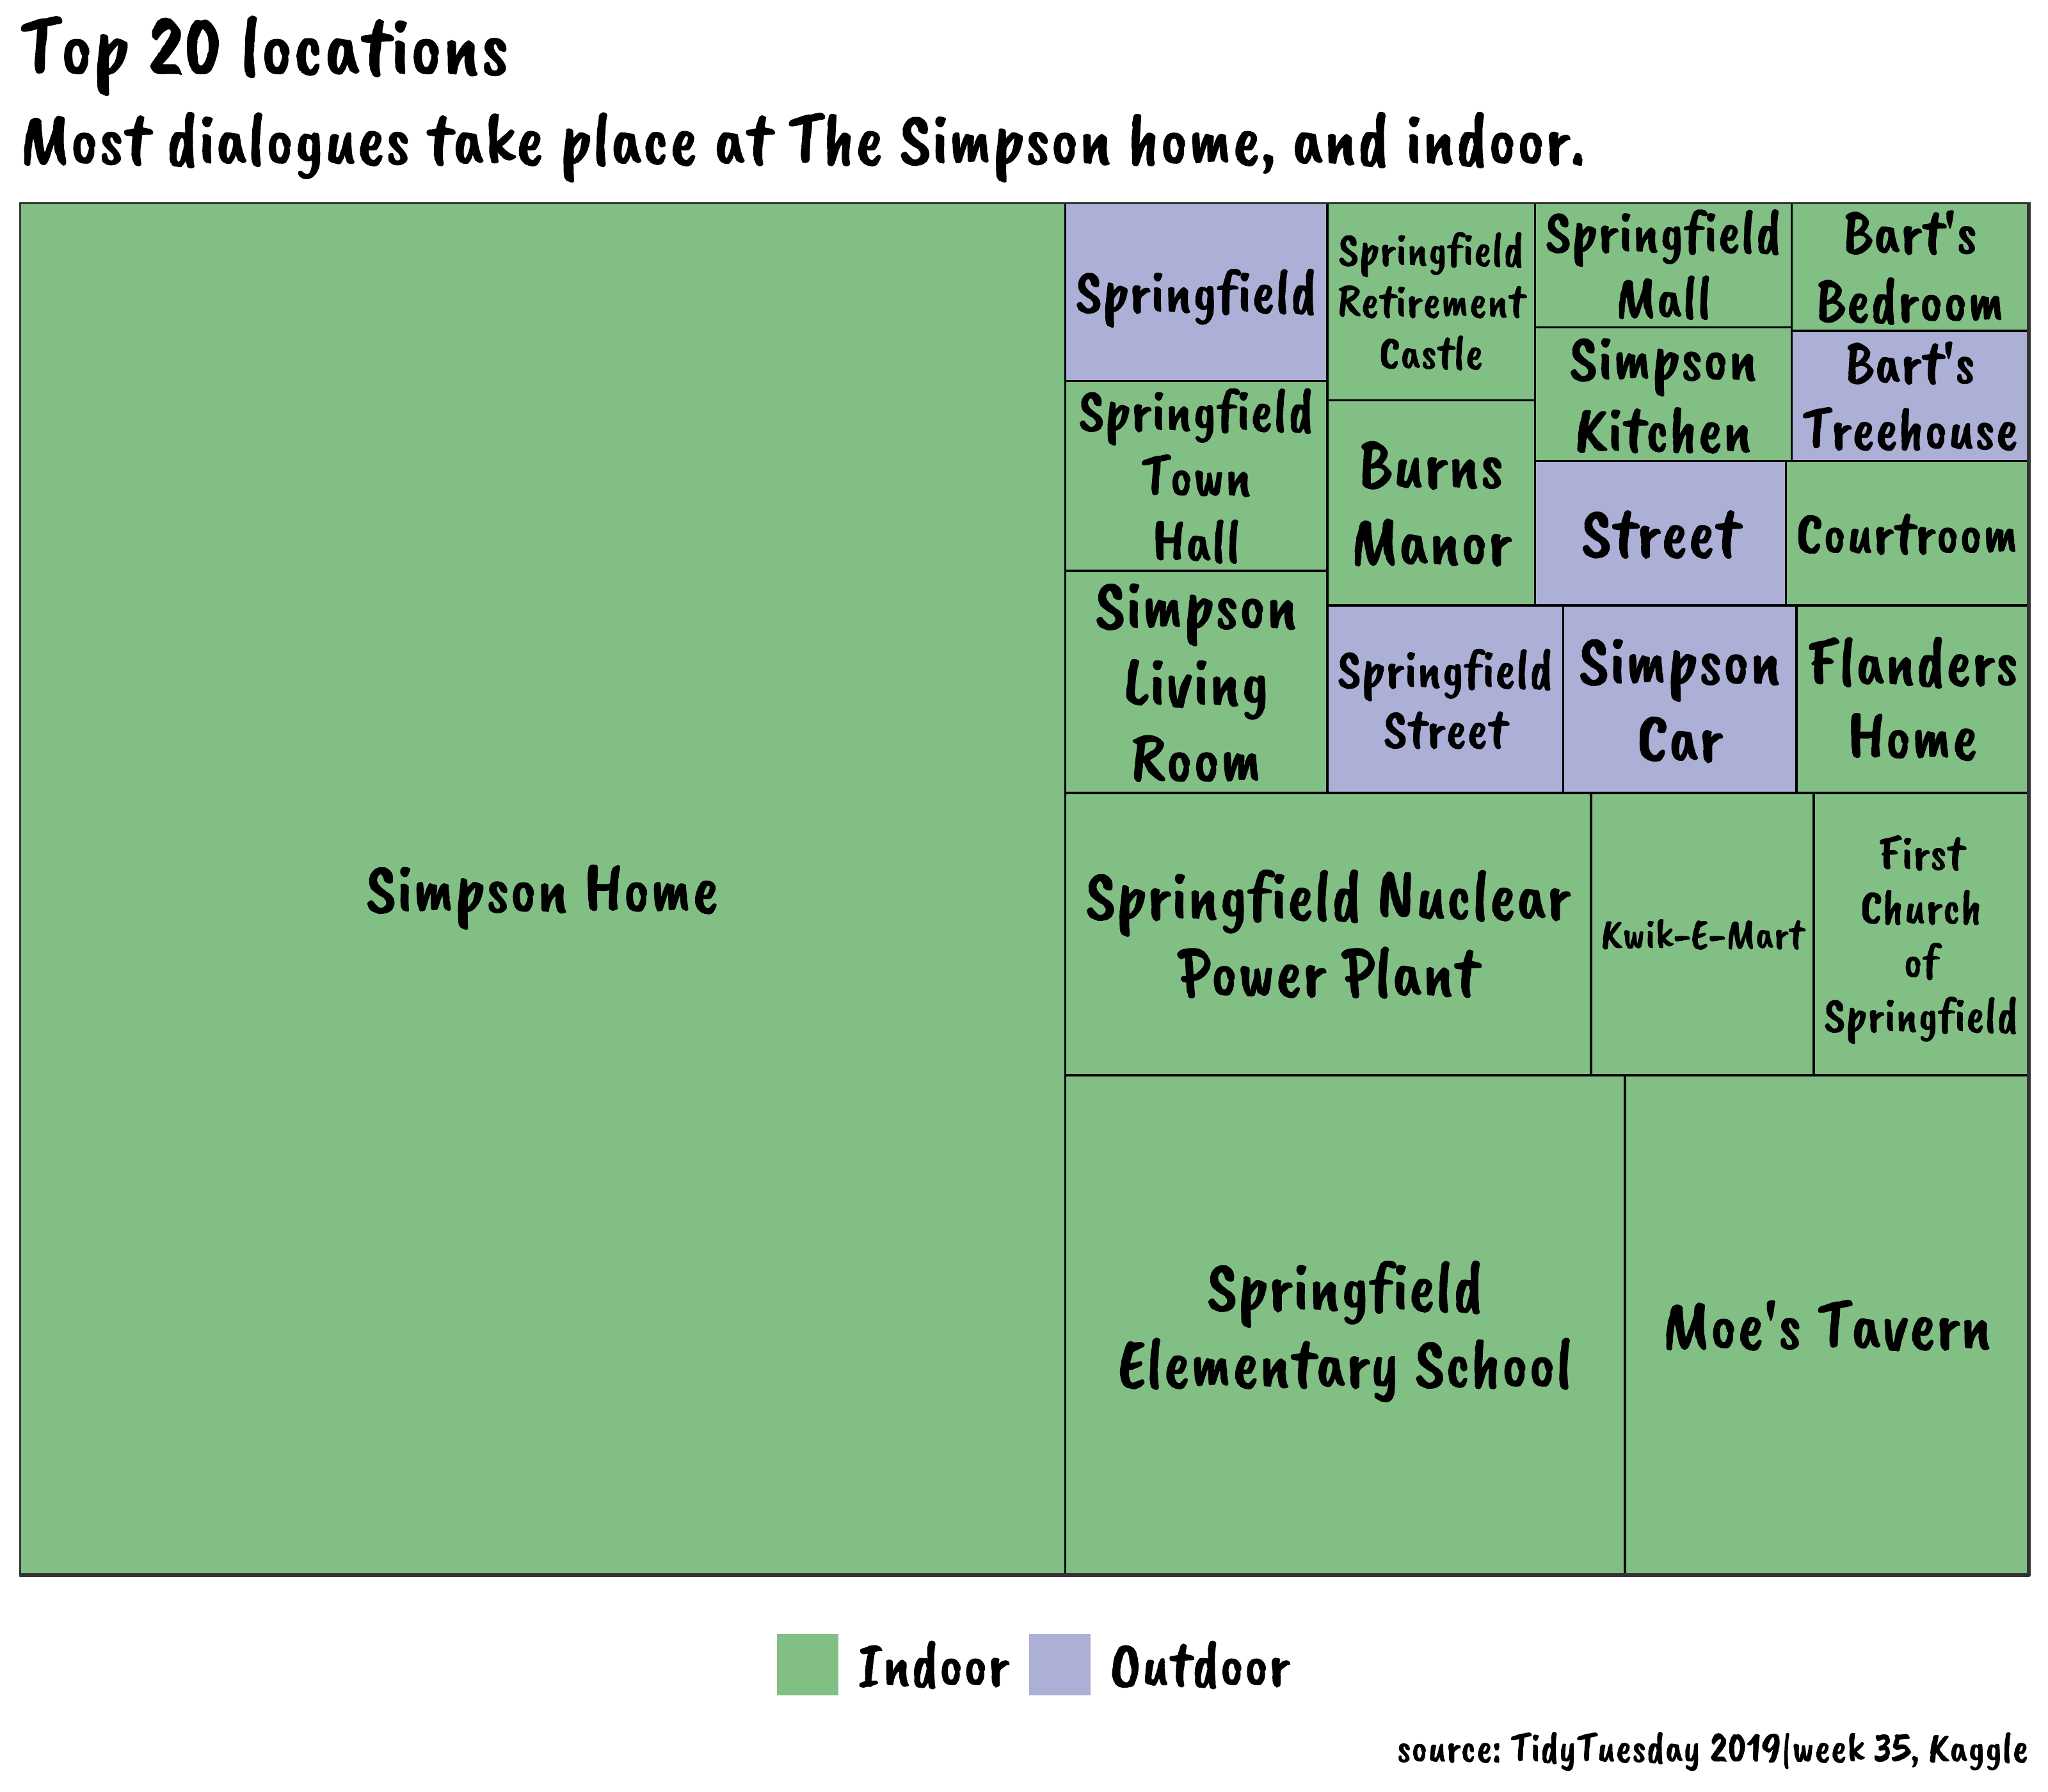 Top 20 locations
Most dialogues take place at The Simpson home, and indoor.
Simpson Home
Springfield
Springfield
Town
Hall
Simpson
Living
Room
Springfield
Retirement
Castle
Burns
Manor
Springfield
Mall
Bart's
Bedroom
Simpson
Kitchen
Bart's
Treehouse
Street
Courtroom
Springfield
Street
Simpson
Car
Flanders
Home
Springfield Nuclear
Power Plant
Kwik-E-Mart
First
Church
of
Springfield
Springfield
Elementary School
Moe's Tavern
Indoor
Outdoor
source: TidyTuesday 2019|week 35, Kaggle